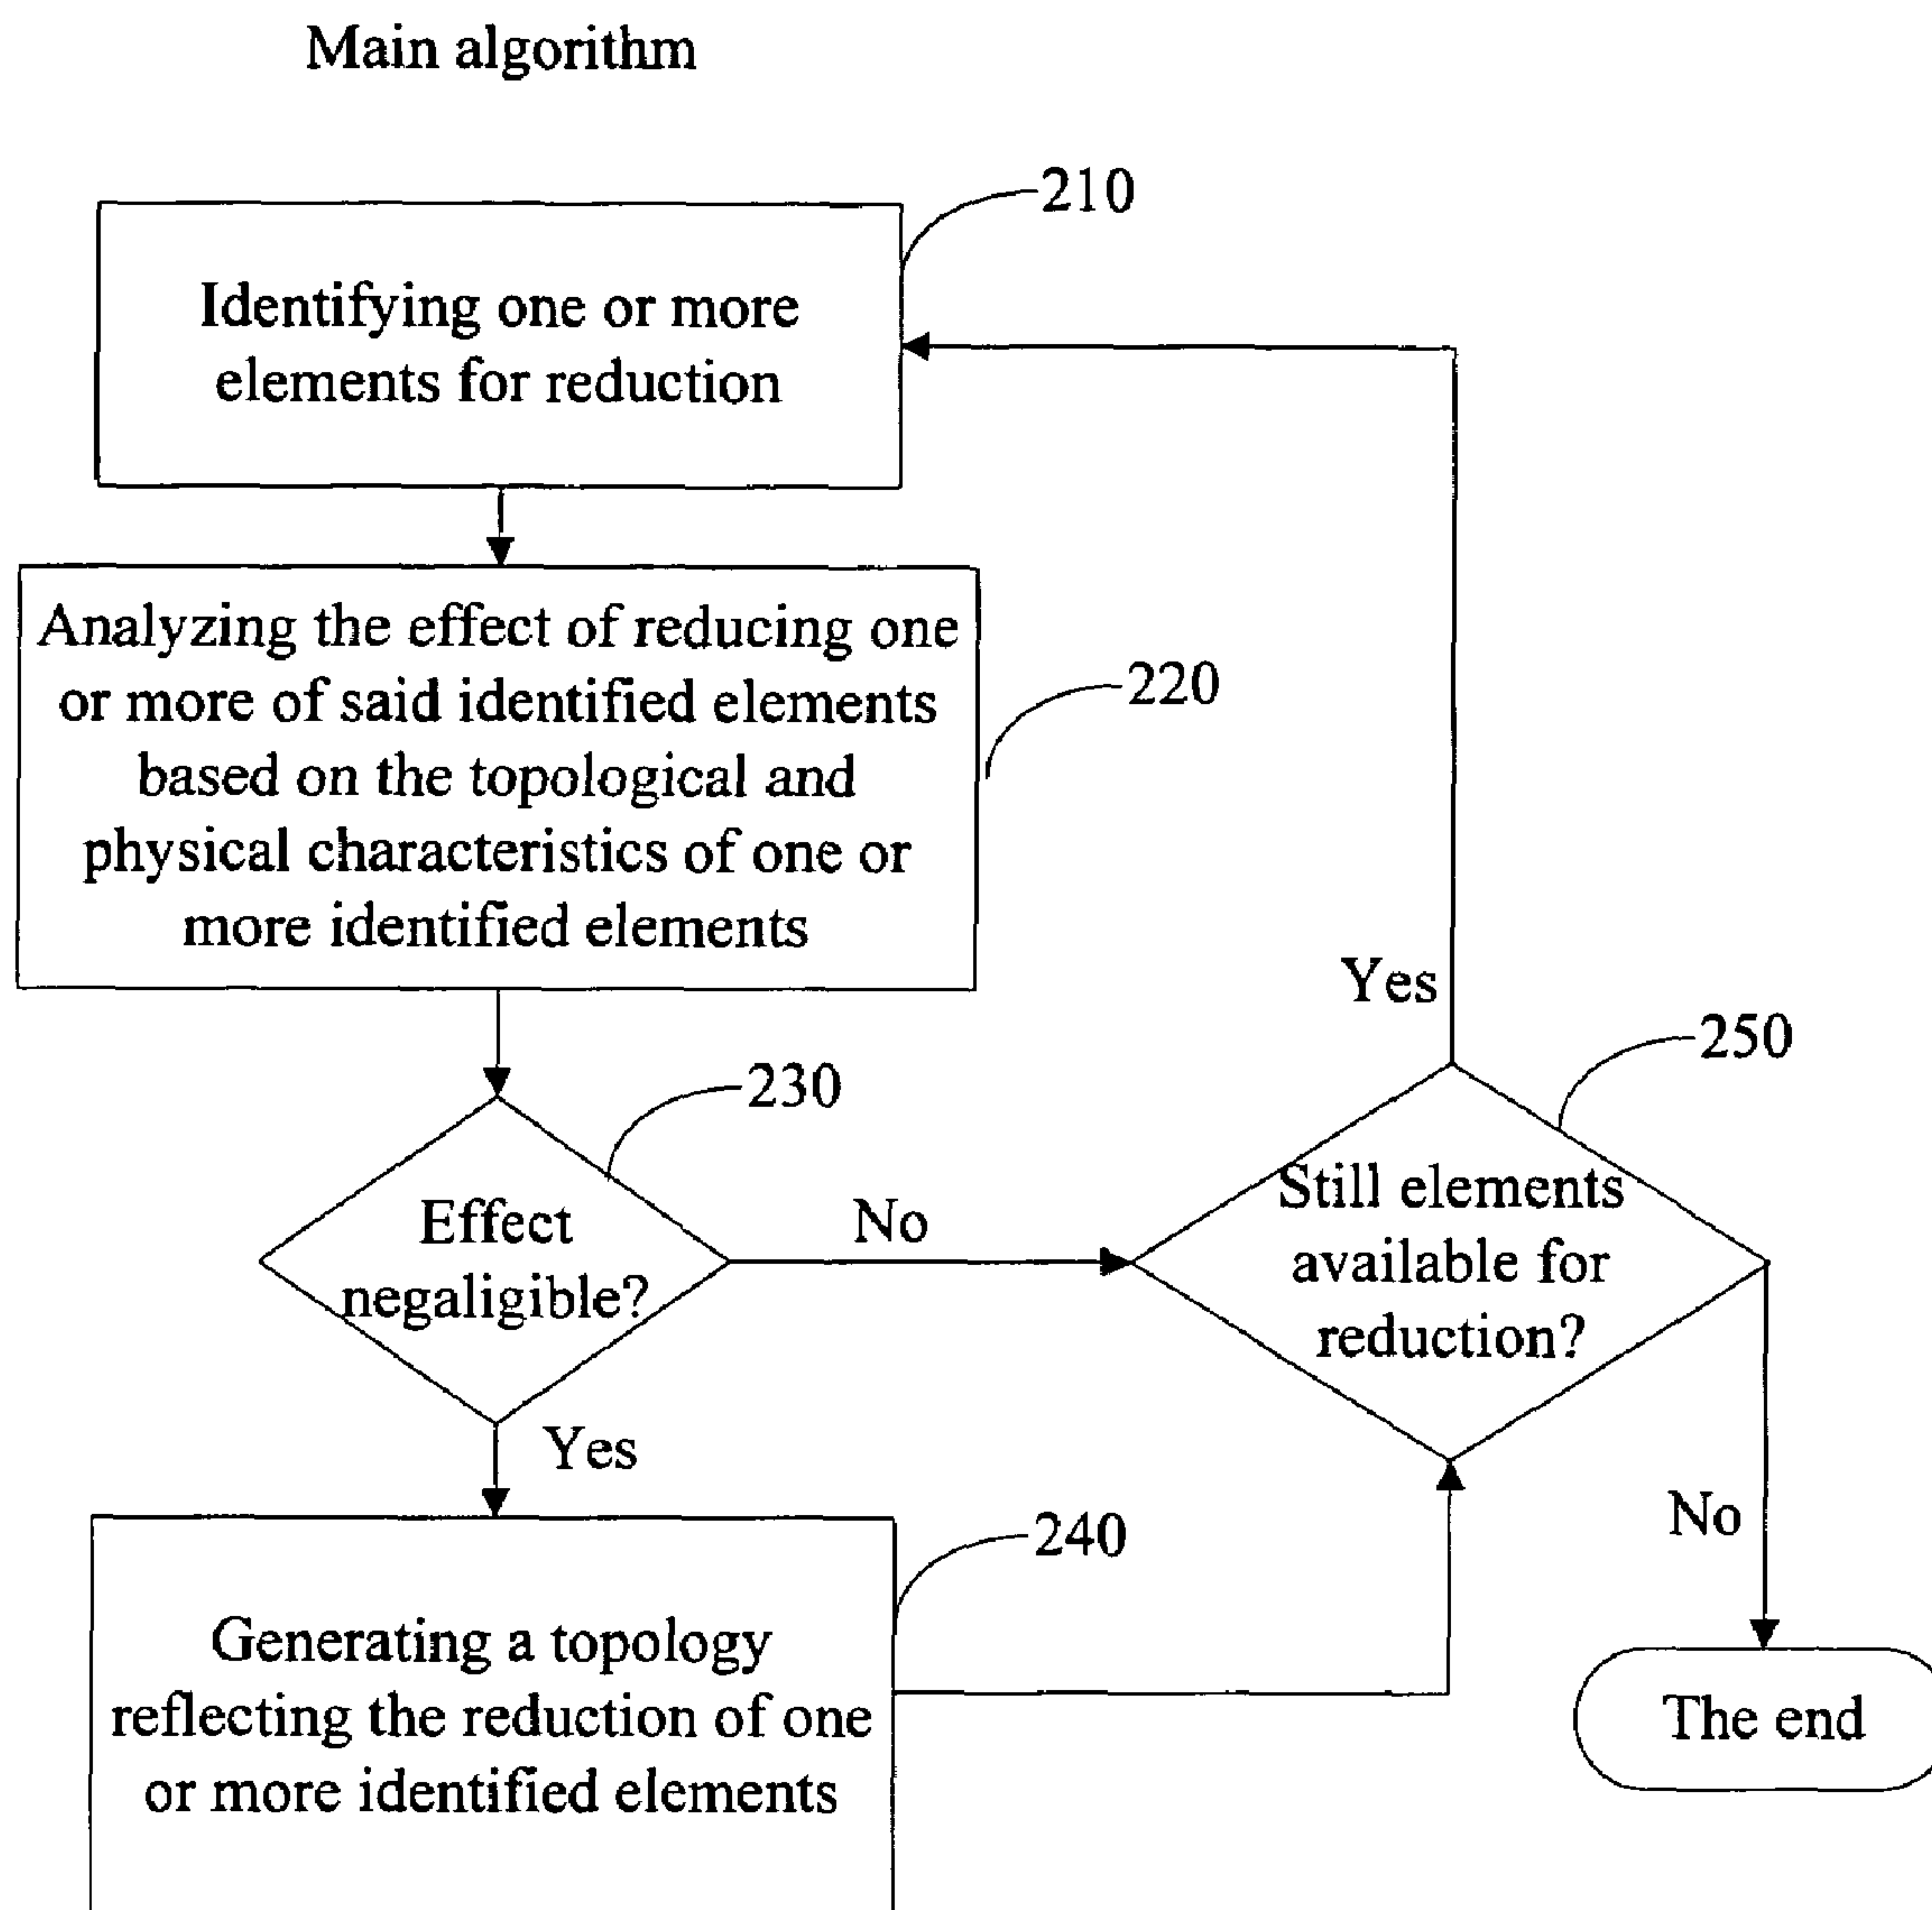 Main algorithm
210
Identifying one or more
elements for reduction
Analyzing the effect of reducing one
or more of said identified elements
based on the topological and
physical characteristics of one or
more identified elements
220
Yes
250
230
Effect
negaligible?
No
Still elements
available for
reduction?
Yes
No
240
Generating a topology
reflecting the reduction of one
or more identified elements
The end